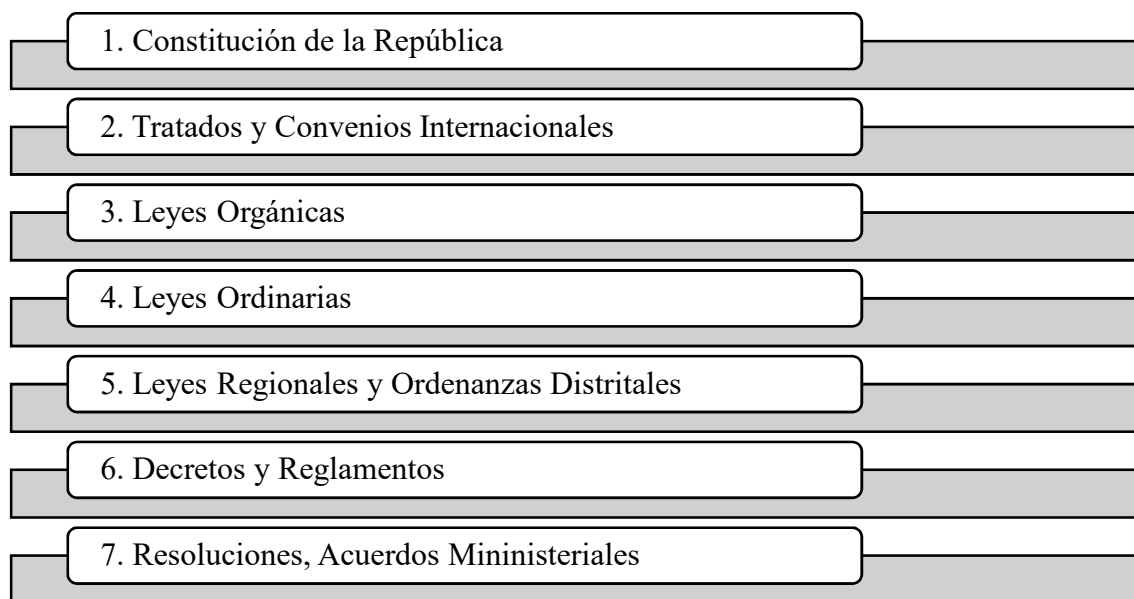 1. Constitución de la República
2. Tratados y Convenios Internacionales
3. Leyes Orgánicas
4. Leyes Ordinarias
5. Leyes Regionales y Ordenanzas Distritales
6. Decretos y Reglamentos
7. Resoluciones, Acuerdos Mininisteriales